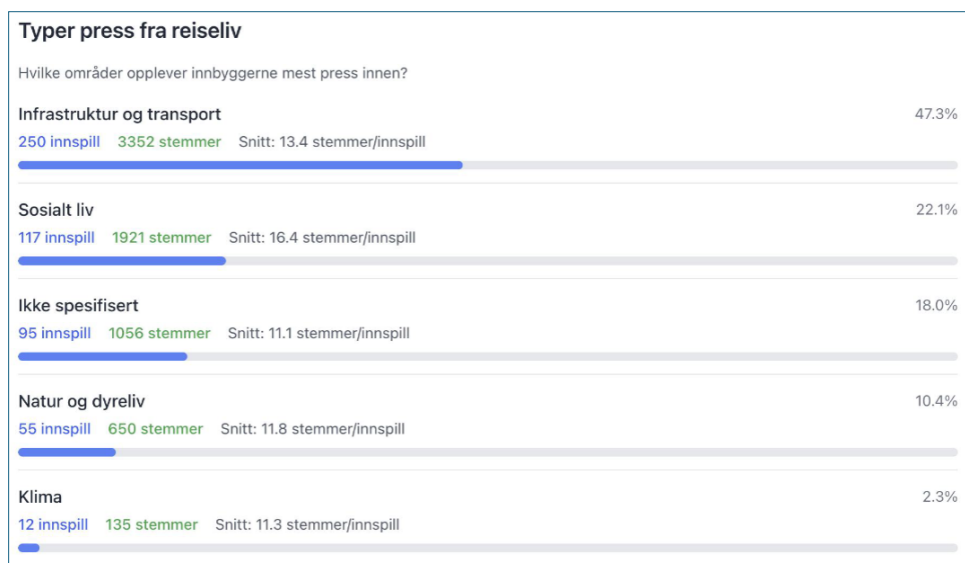 Typer press fra reiseliv
Hvilke områder opplever innbyggerne mest press innen?
Infrastruktur og transport 47.3%
250 innspill 3352 stemmer Snitt: 13.4 stemmer/innspill
Sosialt liv 22.1%
117 innspill 1921 stemmer Snitt: 16.4 stemmer/innspill
Ikke spesifisert 18.0%
95 innspill 1056 stemmer Snitt: 11.1 stemmer/innspill
Natur og dyreliv 10.4%
55 innspill 650 stemmer Snitt: 11.8 stemmer/innspill
Klima 2.3%
12 innspill 135 stemmer Snitt: 11.3 stemmer/innspill